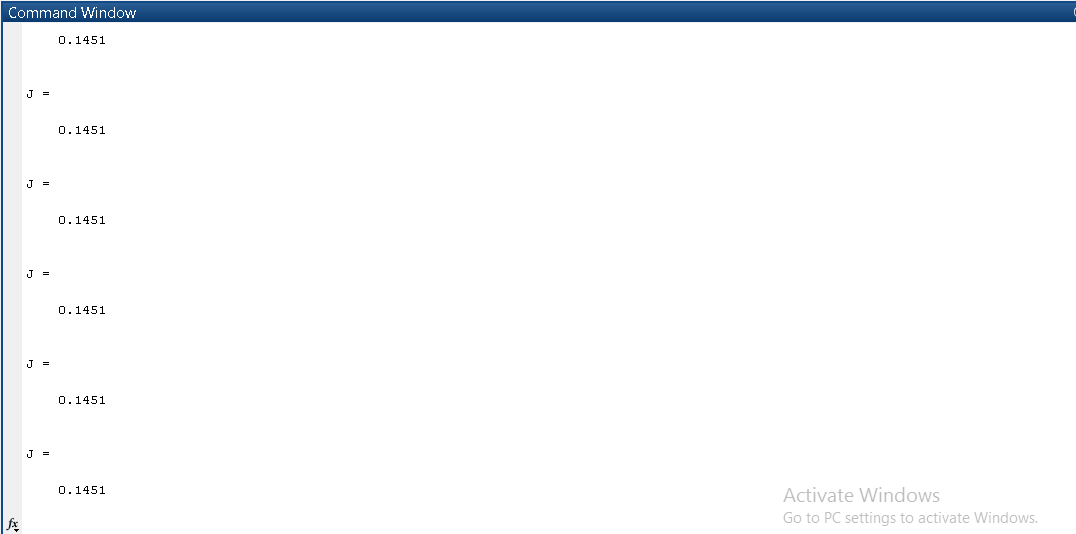 Command Window
0.1451
J =
0.1451
J =
0.1451
J =
0.1451
J =
0.1451
J =
0.1451
Activate Windows
Go to PC settings to activate Windows.
fx